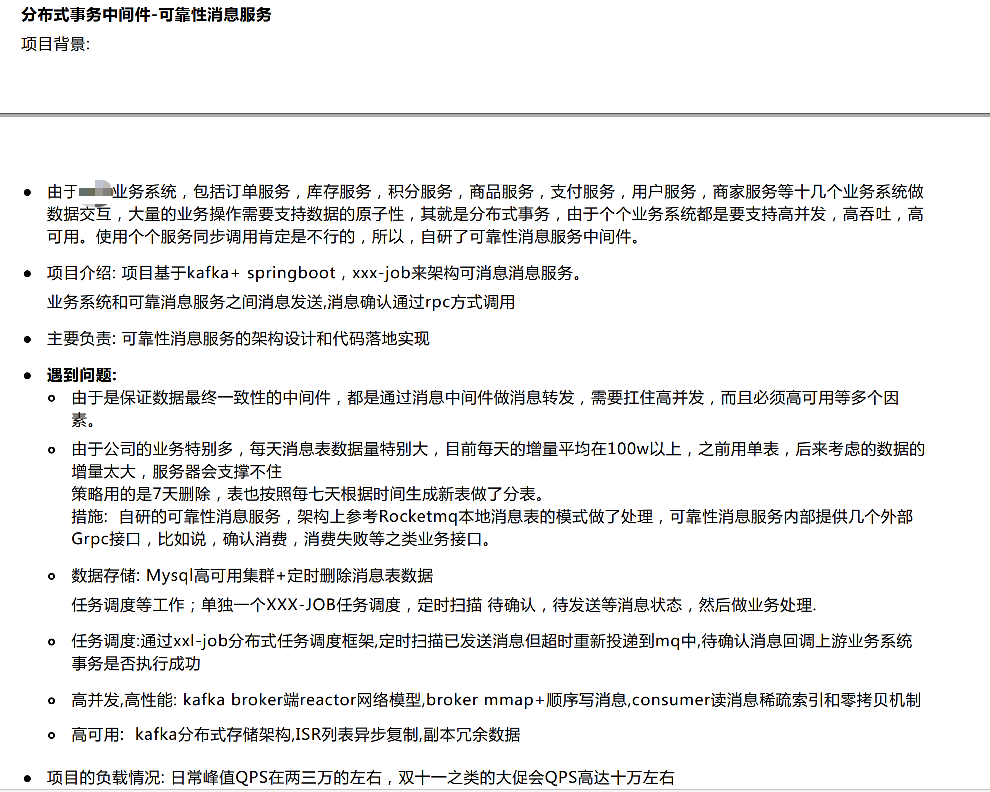 分布式事务中间件-可靠性消息服务
项目背景:
由于业务系统，包括订单服务，库存服务，积分服务，商品服务，支付服务，用户服务，商家服务等十几个业务系统做
数据交互，大量的业务操作需要支持数据的原子性，其就是分布式事务，由于个个业务系统都是要支持高并发，高吞吐，高
可用。使用个个服务同步调用肯定是不行的，所以，自研了可靠性消息服务中间件。
项目介绍: 项目基于kafka+ springboot，xxx-job来架构可消息消息服务。
业务系统和可靠消息服务之间消息发送,消息确认通过rpc方式调用
主要负责: 可靠性消息服务的架构设计和代码落地实现
遇到问题:
由于是保证数据最终一致性的中间件，都是通过消息中间件做消息转发，需要扛住高并发，而且必须高可用等多个因
素。
由于公司的业务特别多，每天消息表数据量特别大，目前每天的增量平均在100w以上，之前用单表，后来考虑的数据的
增量太大，服务器会支撑不住
策略用的是7天删除，表也按照每七天根据时间生成新表做了分表。
措施: 自研的可靠性消息服务，架构上参考Rocketmq本地消息表的模式做了处理，可靠性消息服务内部提供几个外部
Grpc接口，比如说，确认消费，消费失败等之类业务接口。
数据存储: Mysql高可用集群+定时删除消息表数据
任务调度等工作；单独一个XXX-JOB任务调度，定时扫描 待确认，待发送等消息状态，然后做业务处理.
任务调度:通过xxl-job分布式任务调度框架,定时扫描已发送消息但超时重新投递到mq中,待确认消息回调上游业务系统
事务是否执行成功
高并发,高性能: kafka broker端reactor网络模型,broker mmap+顺序写消息,consumer读消息稀疏索引和零拷贝机制
高可用: kafka分布式存储架构,ISR列表异步复制,副本冗余数据
项目的负载情况: 日常峰值QPS在两三万的左右，双十一之类的大促会QPS高达十万左右